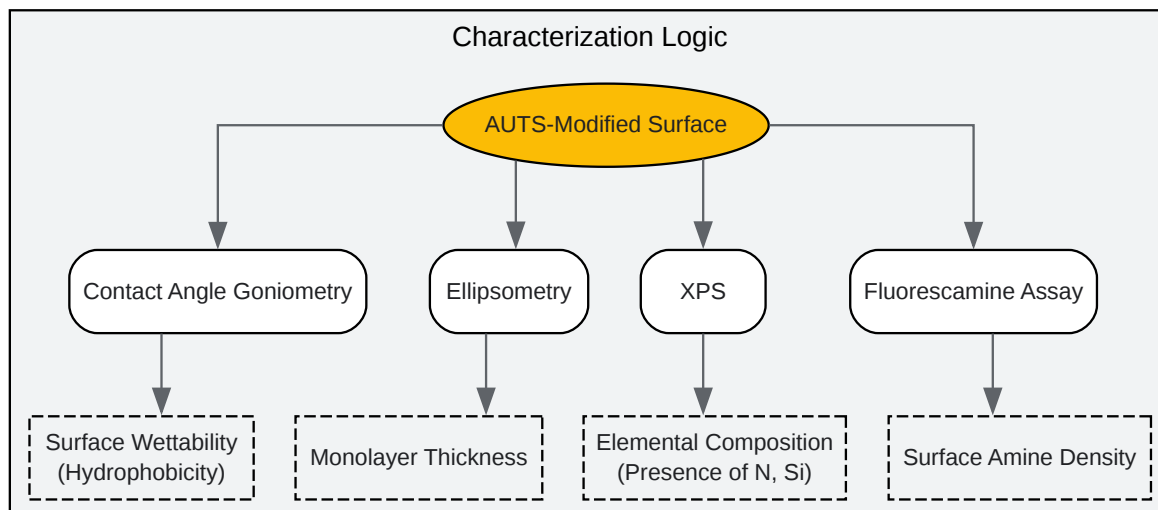 Characterization Logic
AUTS-Modified Surface
Contact Angle Goniometry
Ellipsometry
XPS
Fluorescamine Assay
Surface Wettability
(Hydrophobicity)
Monolayer Thickness
Elemental Composition
(Presence of N, Si)
Surface Amine Density